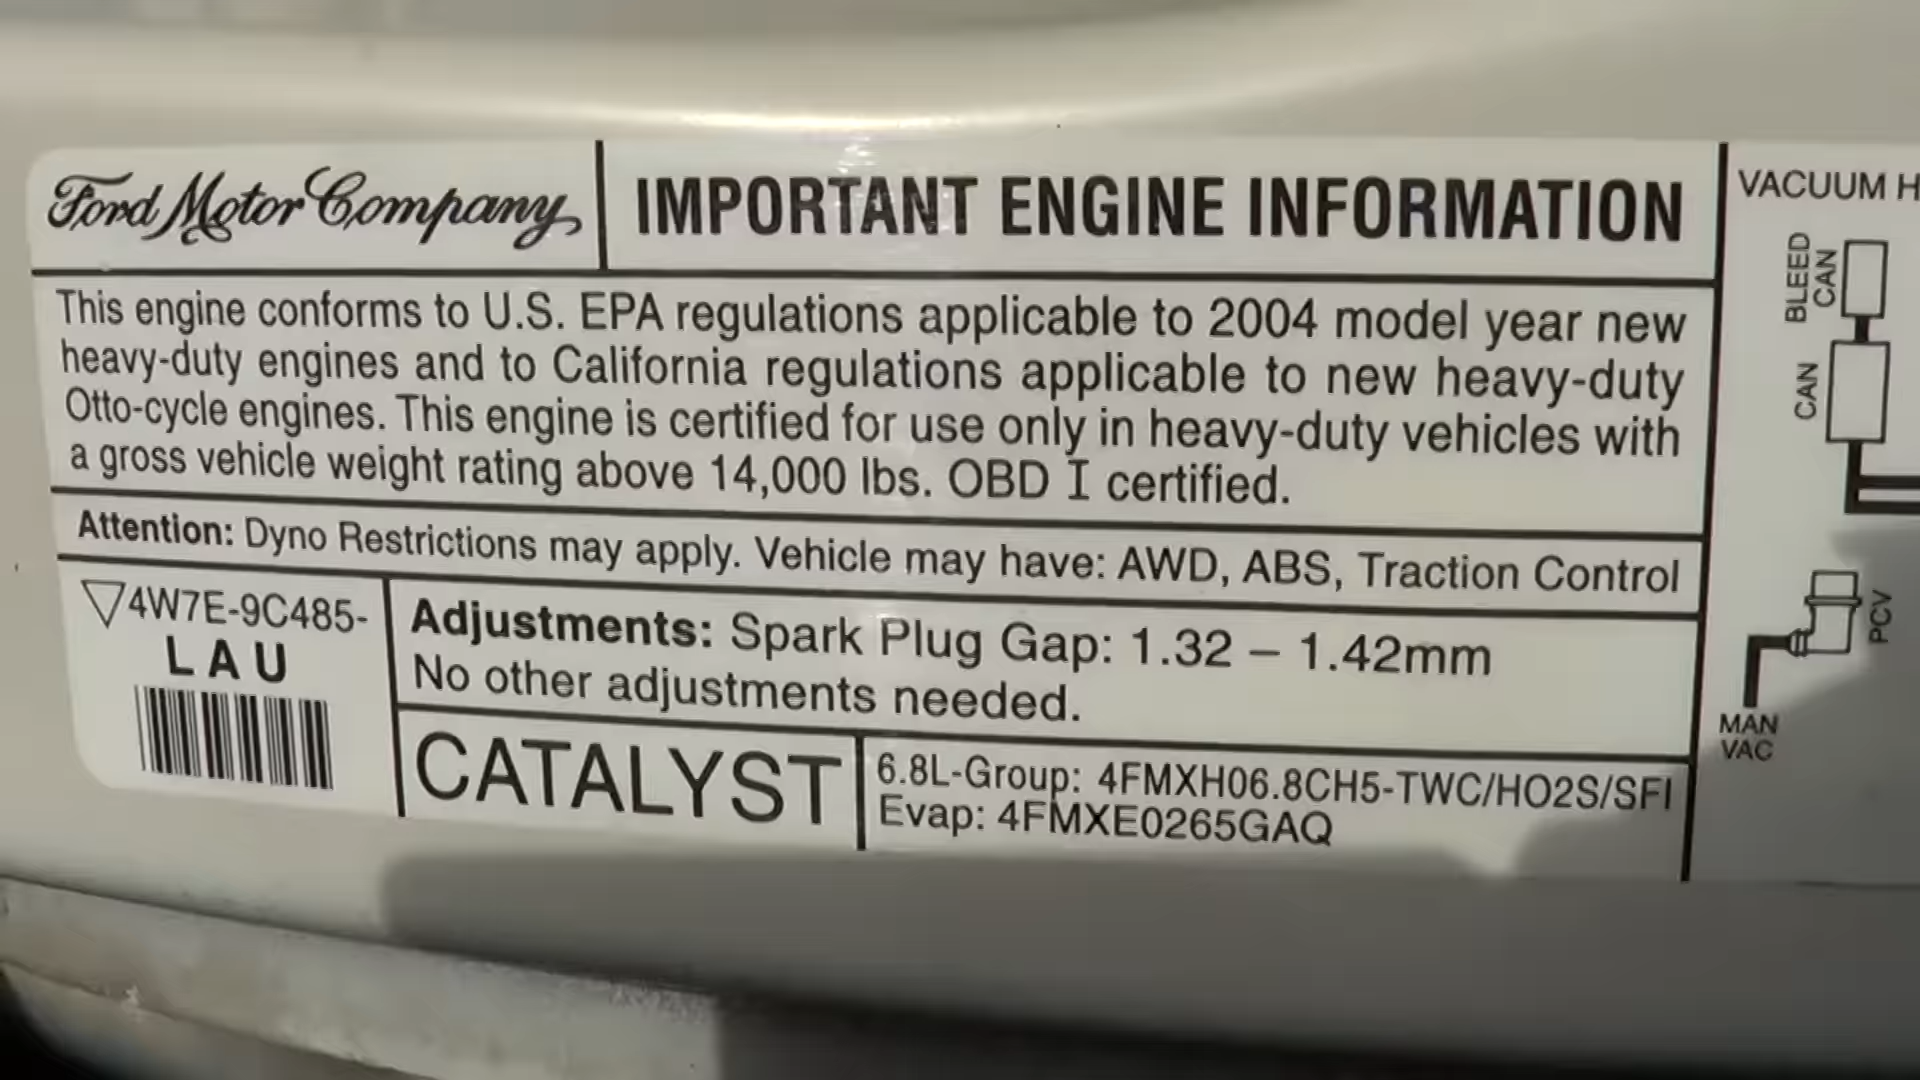 Ford Motor Company
IMPORTANT ENGINE INFORMATION
This engine conforms to U.S. EPA regulations applicable to 2004 model year new
heavy-duty engines and to California regulations applicable to new heavy-duty
Otto-cycle engines. This engine is certified for use only in heavy-duty vehicles with
a gross vehicle weight rating above 14,000 lbs. OBD I certified.
Attention: Dyno Restrictions may apply. Vehicle may have: AWD, ABS, Traction Control
4W7E-9C485-
LAU
Adjustments: Spark Plug Gap: 1.32 – 1.42mm
No other adjustments needed.
CATALYST
6.8L-Group: 4FMXH06.8CH5-TWC/HO2S/SFI
Evap: 4FMXE0265GAQ
VACUUM H
BLEED
CAN
CAN
PCV
MAN
VAC